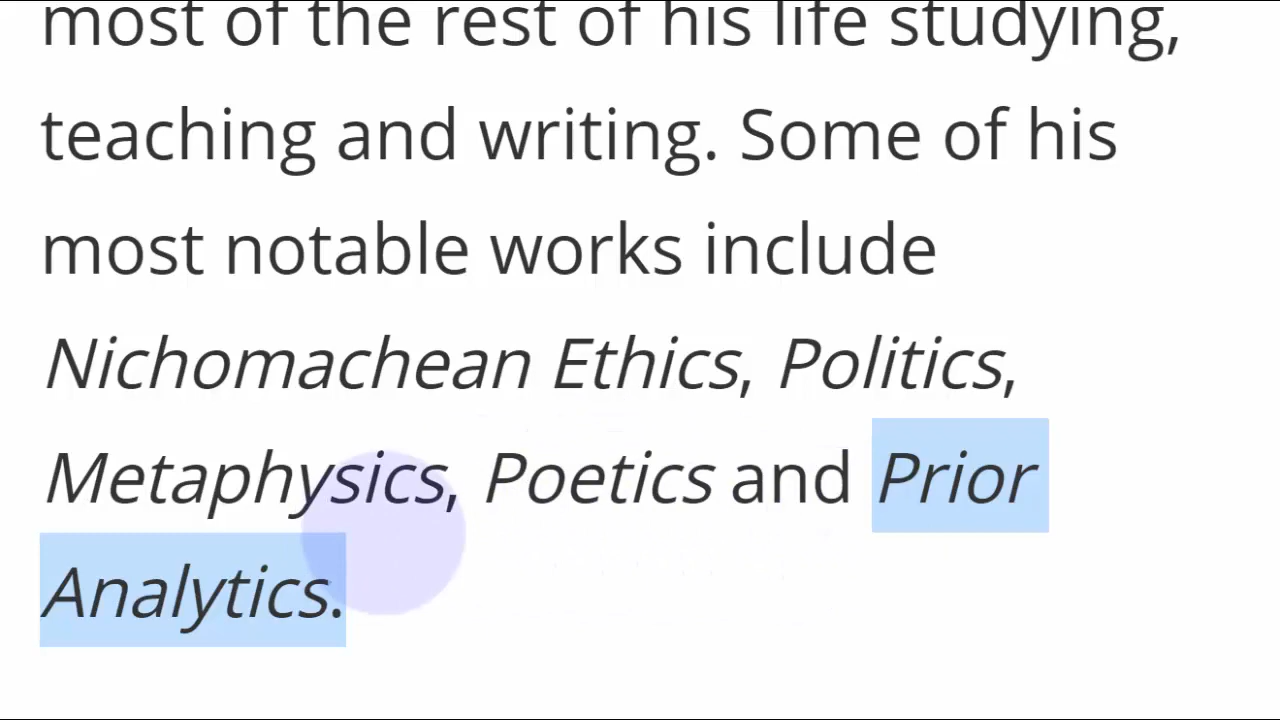 most of the rest of his life studying,
teaching and writing. Some of his
most notable works include
Nichomachean Ethics, Politics,
Metaphysics, Poetics and Prior
Analytics.